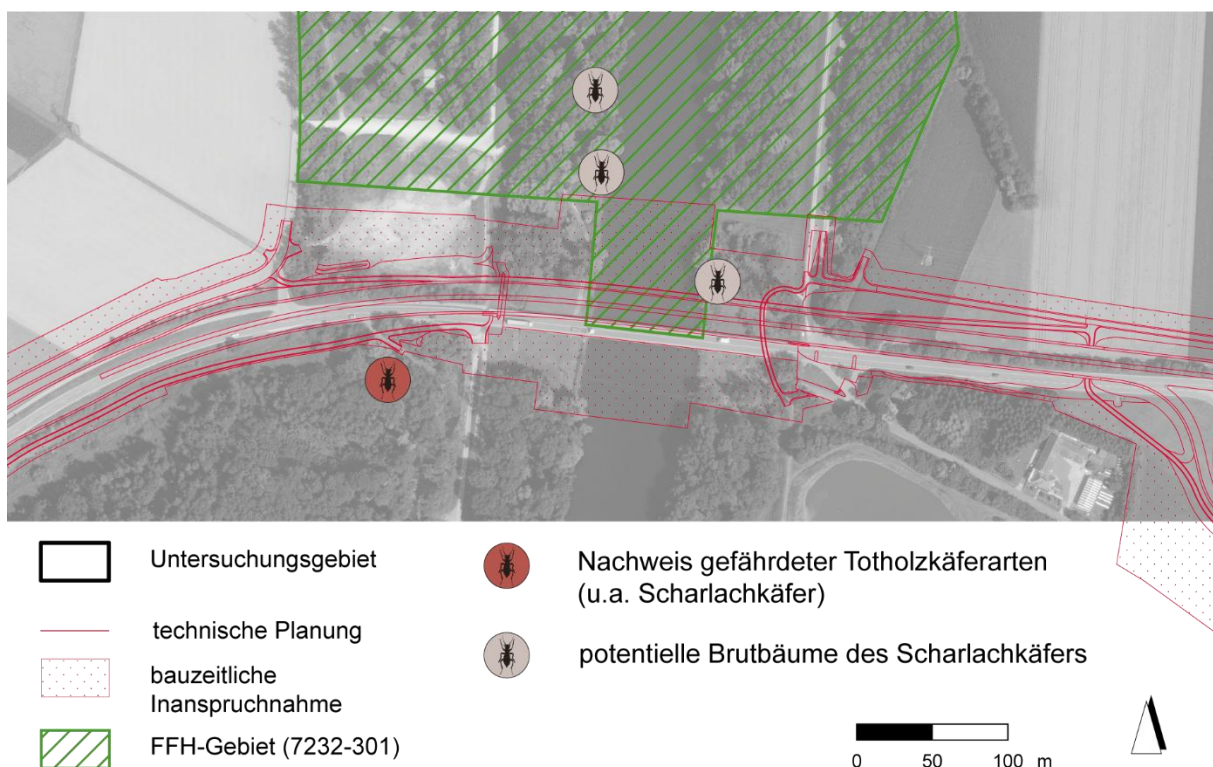 Untersuchungsgebiet
technische Planung
bauzeitliche
Inanspruchnahme
FFH-Gebiet (7232-301)
Nachweis gefährdeter Totholzkäferarten
(u.a. Scharlachkäfer)
potentielle Brutbäume des Scharlachkäfers
0 50 100 m